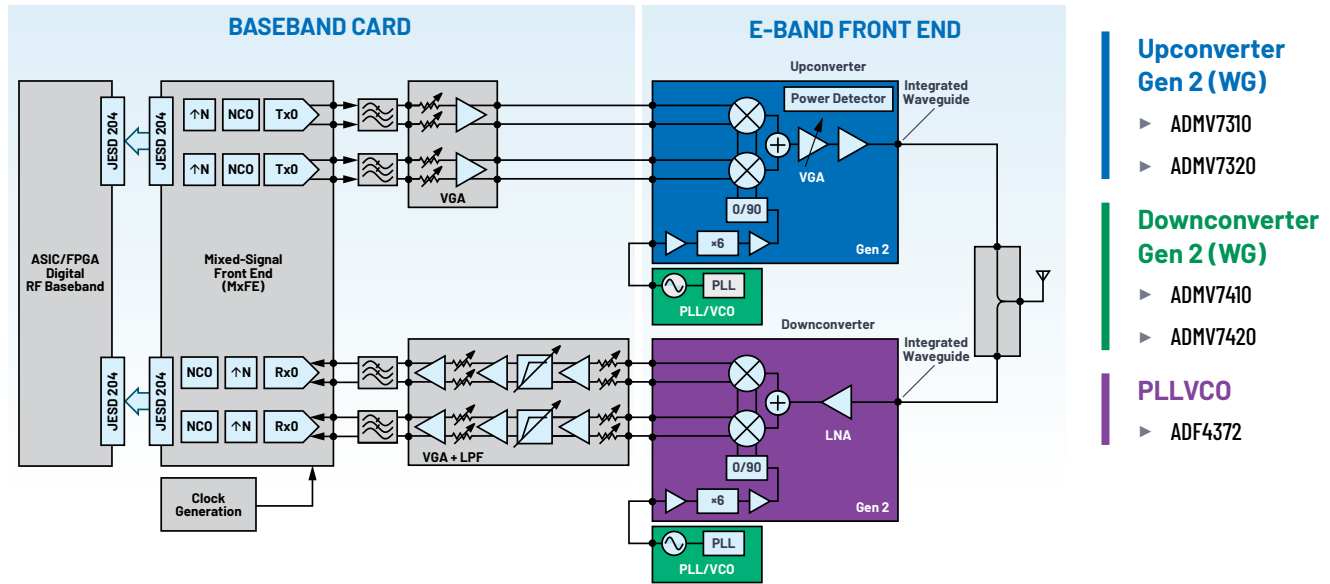 BASEBAND CARD
E-BAND FRONT END
ASIC/FPGA
Digital
RF Baseband
JESD 204
JESD 204
↑N
NCO
Tx0
↑N
NCO
Tx0
VGA
Mixed-Signal
Front End
(MxFE)
Upconverter
Power Detector
VGA
0/90
×6
Gen 2
Integrated
Waveguide
PLL
PLL/VCO
JESD 204
JESD 204
NCO
↑N
Rx0
NCO
↑N
Rx0
VGA + LPF
Clock
Generation
Downconverter
LNA
0/90
×6
Gen 2
Integrated
Waveguide
PLL
PLL/VCO
Upconverter
Gen 2 (WG)
► ADMV7310
► ADMV7320
Downconverter
Gen 2 (WG)
► ADMV7410
► ADMV7420
PLLVCO
► ADF4372